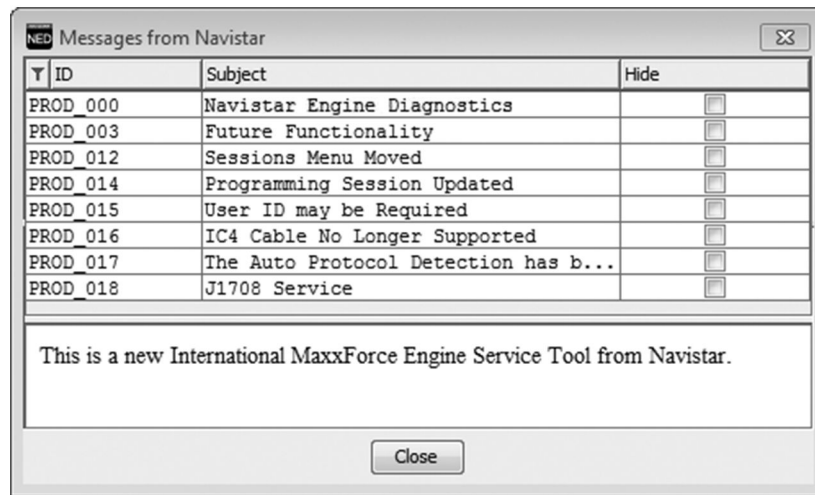 NED Messages from Navistar
ID Subject Hide
PROD_000 Navistar Engine Diagnostics
PROD_003 Future Functionality
PROD_012 Sessions Menu Moved
PROD_014 Programming Session Updated
PROD_015 User ID may be Required
PROD_016 IC4 Cable No Longer Supported
PROD_017 The Auto Protocol Detection has b...
PROD_018 J1708 Service
This is a new International MaxxForce Engine Service Tool from Navistar.
Close